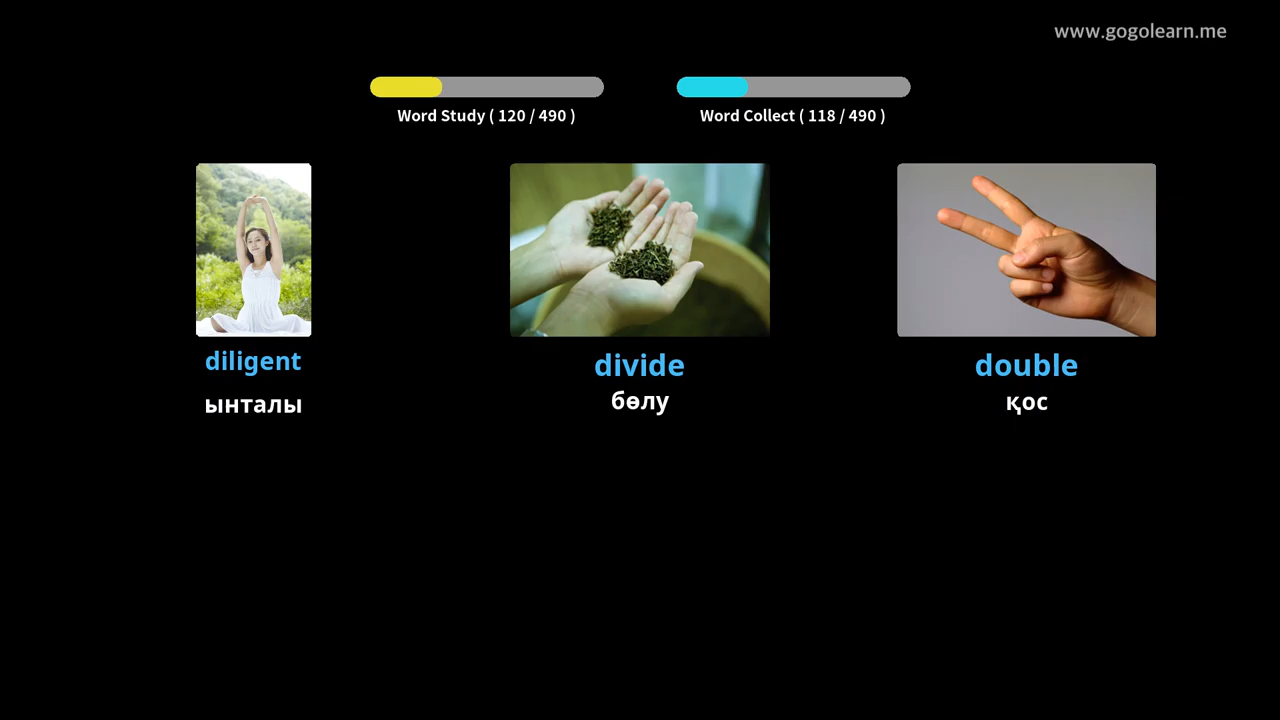 www.gogolearn.me
Word Study ( 120 / 490 )
Word Collect ( 118 / 490 )
diligent
ынталы
divide
бөлу
double
қос